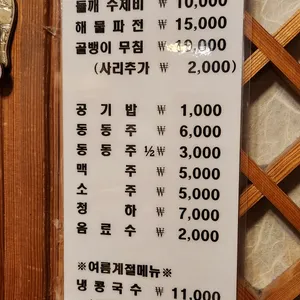 들깨 수제비 ₩ 10,000
해 물 파 전 ₩ 15,000
골뱅이 무침 ₩
(사리추가 ₩ 2,000)
공 기 밥 ₩ 1,000
동 동 주 ₩ 6,000
동 동 주 ½ ₩ 3,000
맥 주 ₩ 5,000
소 주 ₩ 5,000
청 하 ₩ 7,000
음 료 수 ₩ 2,000
※여름계절메뉴※
냉 콩 국 수 ₩ 11,000